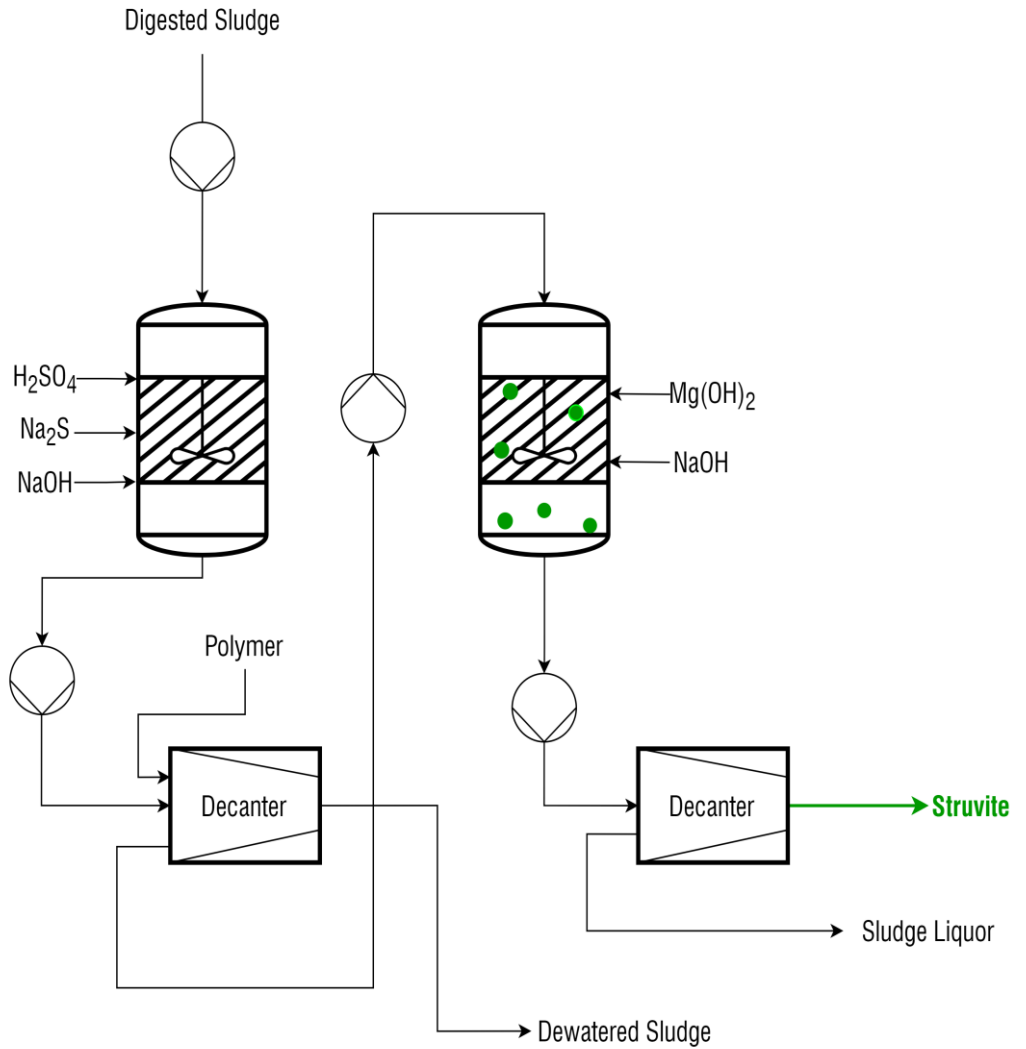 Digested Sludge
H₂SO₄
Na₂S
NaOH
Mg(OH)₂
NaOH
Polymer
Decanter
Decanter
Struvite
Sludge Liquor
Dewatered Sludge